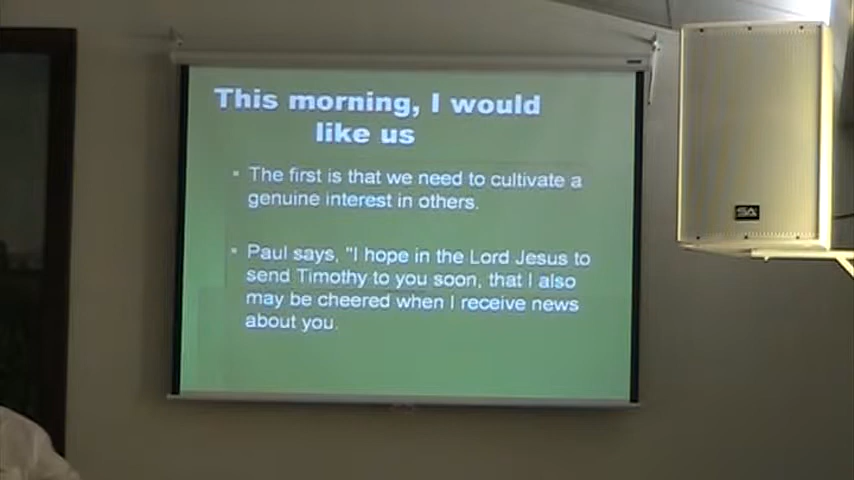 This morning, I would
like us
▪ The first is that we need to cultivate a
genuine interest in others.
▪ Paul says, "I hope in the Lord Jesus to
send Timothy to you soon, that I also
may be cheered when I receive news
about you.
SA